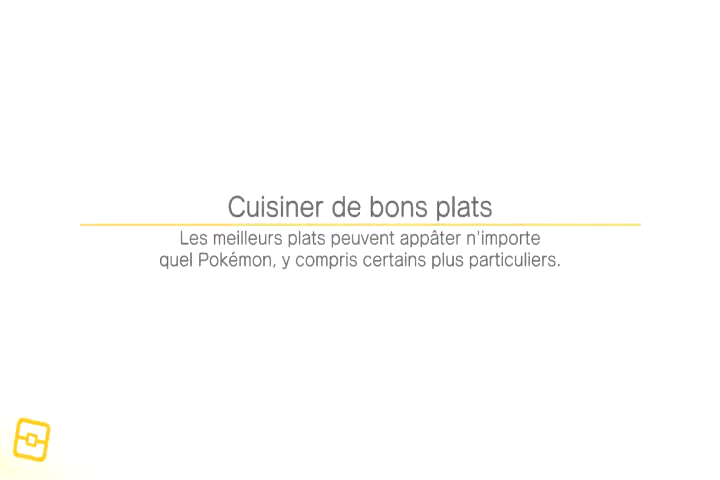 Cuisiner de bons plats
Les meilleurs plats peuvent appâter n'importe
quel Pokémon, y compris certains plus particuliers.